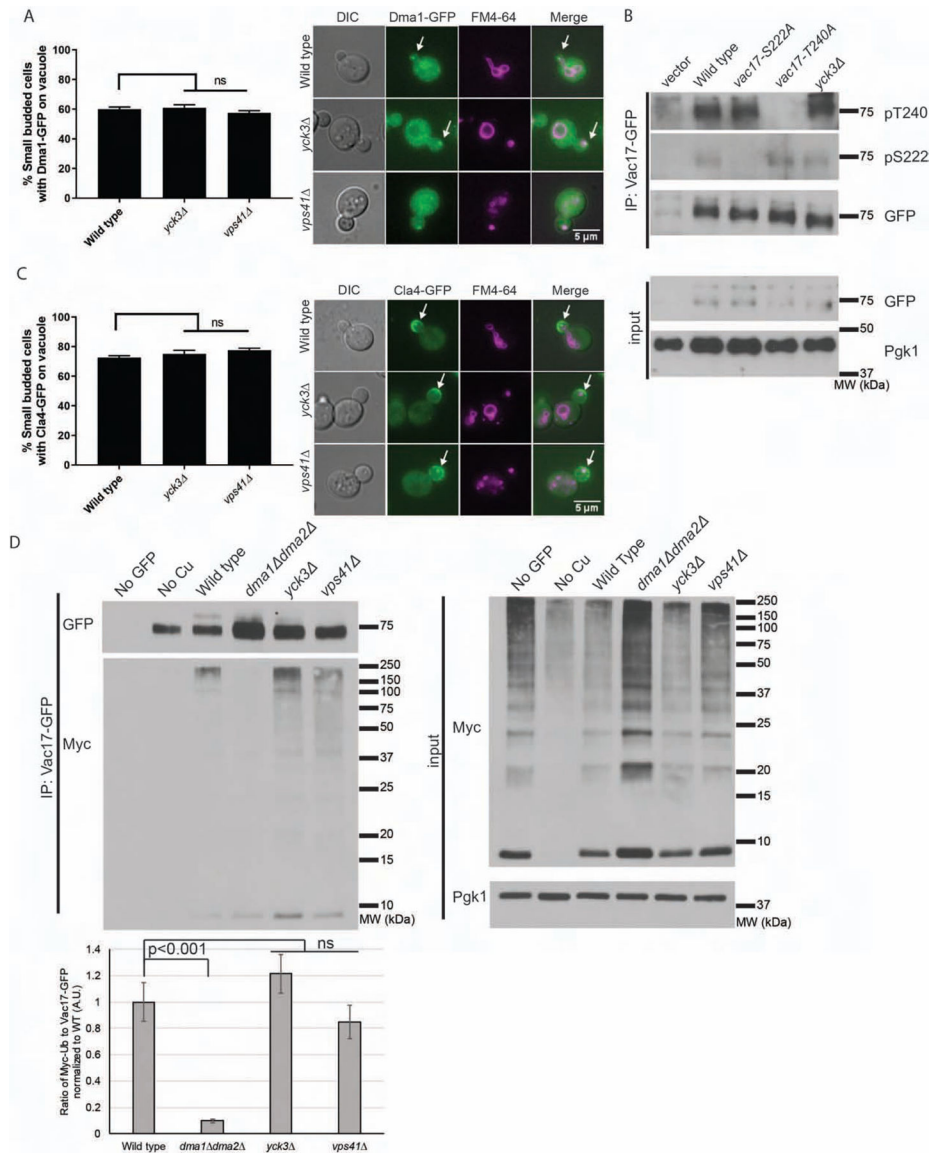 A
% Small budded cells
with Dma1-GFP on vacuole
100
80
60
40
20
0
ns
Wild type
yck3Δ
vps41Δ
DIC
Dma1-GFP
FM4-64
Merge
Wild type
yck3Δ
vps41Δ
5 μm
B
vector
Wild type
vac17-S222A
vac17-T240A
yck3Δ
IP: Vac17-GFP
75
pT240
pS222
75
GFP
input
75
GFP
50
Pgk1
37
MW (kDa)
C
% Small budded cells
with Cla4-GFP on vacuole
100
80
60
40
20
0
ns
Wild type
yck3Δ
vps41Δ
DIC
Cla4-GFP
FM4-64
Merge
Wild type
yck3Δ
vps41Δ
5 μm
D
No GFP
No Cu
Wild type
dma1Δdma2Δ
yck3Δ
vps41Δ
IP: Vac17-GFP
GFP
75
Myc
250
150
100
75
50
37
25
20
15
10
MW (kDa)
No GFP
No Cu
Wild Type
dma1Δdma2Δ
yck3Δ
vps41Δ
input
Myc
250
150
100
75
50
37
25
20
15
10
Pgk1
37
MW (kDa)
Ratio of Myc-Ub to Vac17-GFP
normalized to WT (A.U.)
1.4
1.2
1
0.8
0.6
0.4
0.2
0
p<0.001
ns
Wild type
dma1Δdma2Δ
yck3Δ
vps41Δ